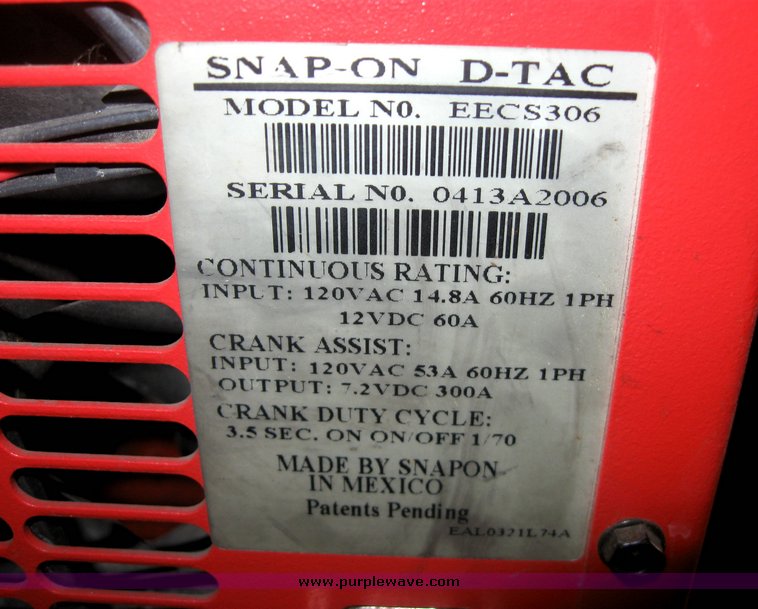 SNAP-ON D-TAC
MODEL N0. EECS306
SERIAL N0. 0413A2006
CONTINUOUS RATING:
INPUT: 120VAC 14.8A 60HZ 1PH
12VDC 60A
CRANK ASSIST:
INPUT: 120VAC 53A 60HZ 1PH
OUTPUT: 7.2VDC 300A
CRANK DUTY CYCLE:
3.5 SEC. ON ON/OFF 1/70
MADE BY SNAPON
IN MEXICO
Patents Pending
EAL0321L74A
www.purplewave.com